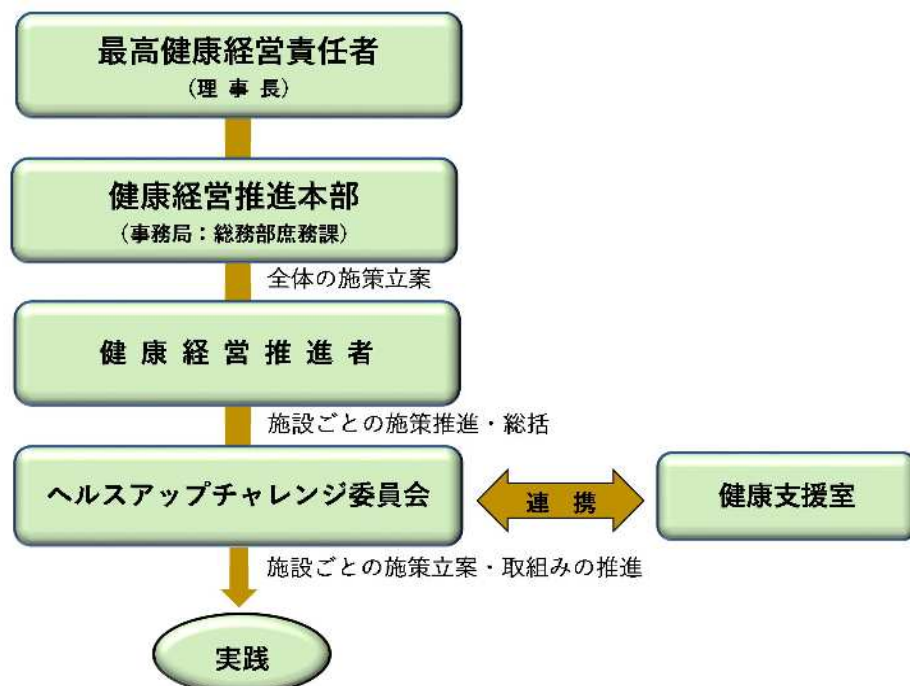 最高健康経営責任者
(理 事 長)
健康経営推進本部
(事務局:総務部庶務課)
全体の施策立案
健 康 経 営 推 進 者
施設ごとの施策推進・総括
ヘルスアップチャレンジ委員会
連 携
健康支援室
施設ごとの施策立案・取組みの推進
実践